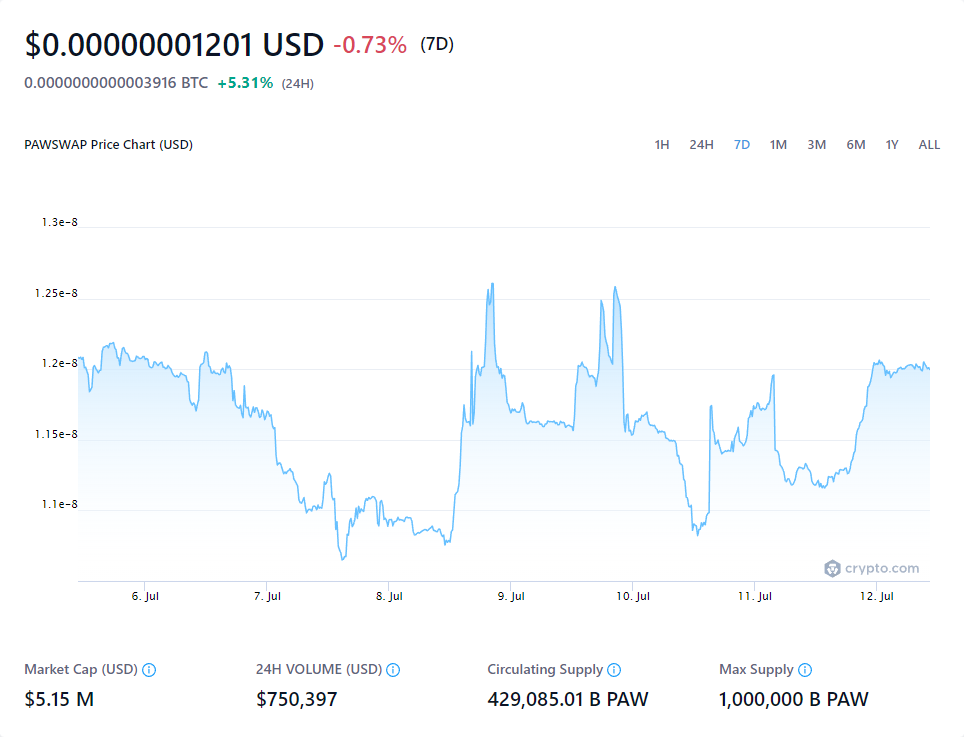 $0.00000001201 USD -0.73% (7D)
0.0000000000003916 BTC +5.31% (24H)
PAWSWAP Price Chart (USD) 1H 24H 7D 1M 3M 6M 1Y ALL
1.3e-8
1.25e-8
1.2e-8
1.15e-8
1.1e-8
crypto.com
6. Jul 7. Jul 8. Jul 9. Jul 10. Jul 11. Jul 12. Jul
Market Cap (USD) 24H VOLUME (USD) Circulating Supply Max Supply
$5.15 M $750,397 429,085.01 B PAW 1,000,000 B PAW